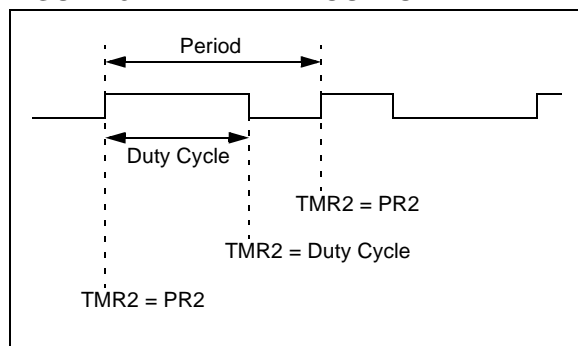 Period
Duty Cycle
TMR2 = PR2
TMR2 = Duty Cycle
TMR2 = PR2